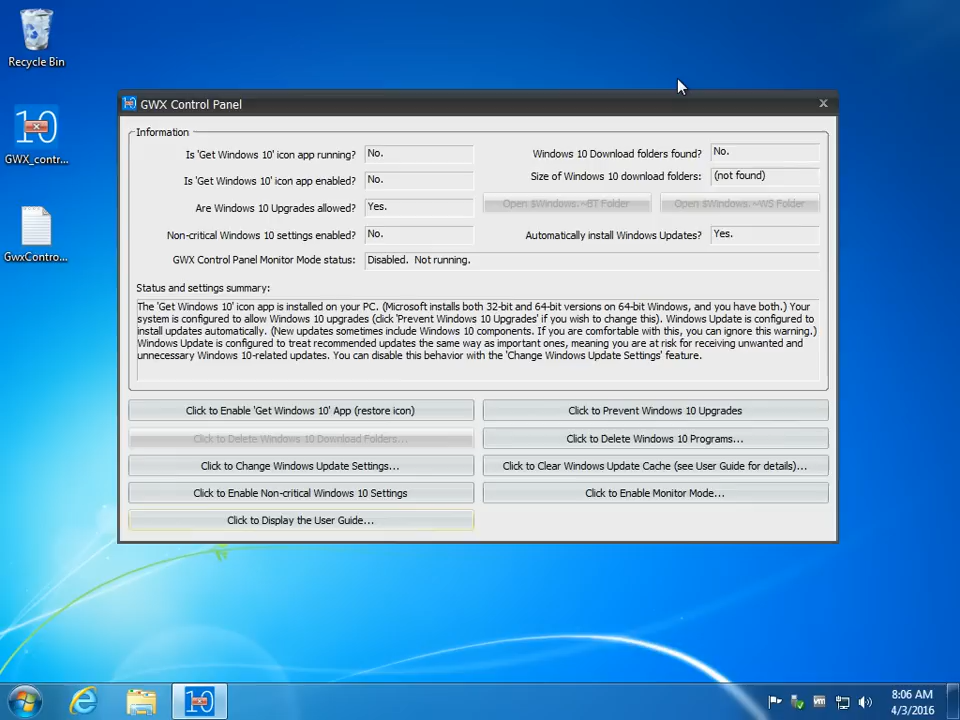 Recycle Bin
10
GWX_contr...
GwxContro...
GWX Control Panel
Information
Is 'Get Windows 10' icon app running? No.
Is 'Get Windows 10' icon app enabled? No.
Are Windows 10 Upgrades allowed? Yes.
Non-critical Windows 10 settings enabled? No.
GWX Control Panel Monitor Mode status: Disabled. Not running.
Windows 10 Download folders found? No.
Size of Windows 10 download folders: (not found)
Open $Windows.~BT Folder
Open $Windows.~WS Folder
Automatically install Windows Updates? Yes.
Status and settings summary:
The 'Get Windows 10' icon app is installed on your PC. (Microsoft installs both 32-bit and 64-bit versions on 64-bit Windows, and you have both.) Your
system is configured to allow Windows 10 upgrades (click 'Prevent Windows 10 Upgrades' if you wish to change this). Windows Update is configured to
install updates automatically. (New updates sometimes include Windows 10 components. If you are comfortable with this, you can ignore this warning.)
Windows Update is configured to treat recommended updates the same way as important ones, meaning you are at risk for receiving unwanted and
unnecessary Windows 10-related updates. You can disable this behavior with the 'Change Windows Update Settings' feature.
Click to Enable 'Get Windows 10' App (restore icon)
Click to Prevent Windows 10 Upgrades
Click to Delete Windows 10 Download Folders...
Click to Delete Windows 10 Programs...
Click to Change Windows Update Settings...
Click to Clear Windows Update Cache (see User Guide for details)...
Click to Enable Non-critical Windows 10 Settings
Click to Enable Monitor Mode...
Click to Display the User Guide...
10
vm
8:06 AM
4/3/2016